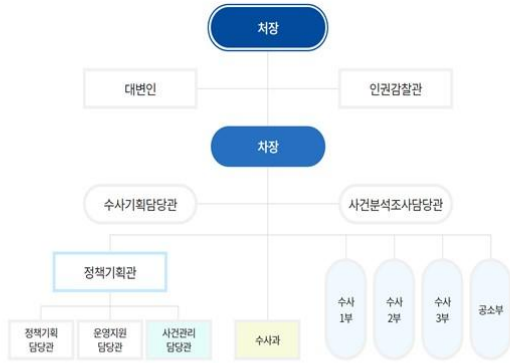 처장
대변인
인권감찰관
차장
수사기획담당관
사건분석조사담당관
정책기획관
수사
1부
수사
2부
수사
3부
공소부
정책기획
담당관
운영지원
담당관
사건관리
담당관
수사과